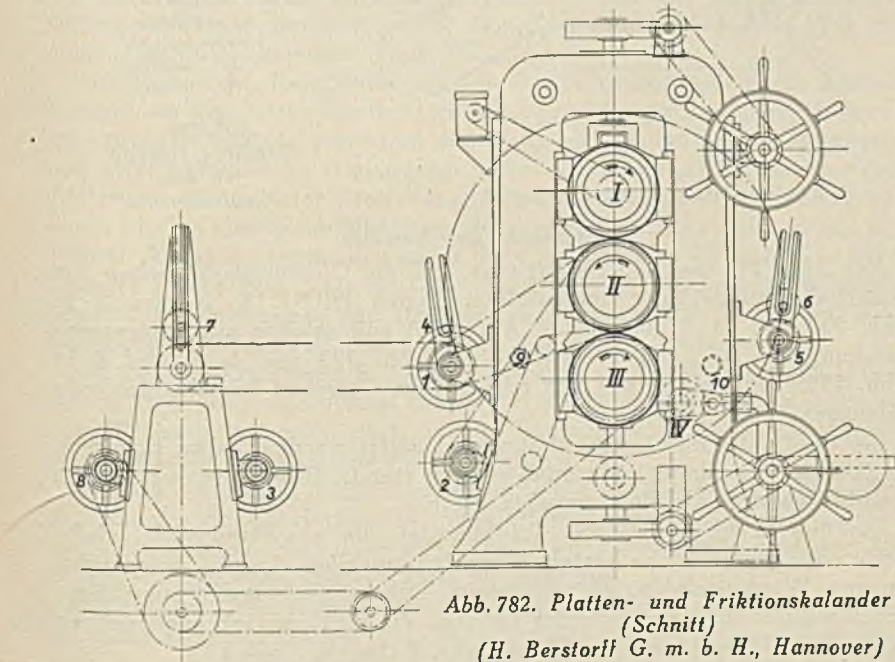 I
II
III
IV
4
1
9
2
7
8
3
6
5
10
Abb. 782. Platten- und Friktionskalander
(Schnitt)
(H. Berstorff G. m. b. H., Hannover)